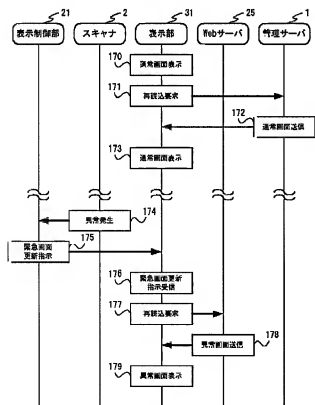 21
2
31
25
1
表示制御部
スキャナ
表示部
Webサーバ
管理サーバ
170
通常画面表示
171
再読込要求
172
通常画面送信
173
通常画面表示
174
異常発生
175
緊急画面
更新指示
176
緊急画面更新
指示受信
177
再読込要求
178
異常画面送信
179
異常画面表示